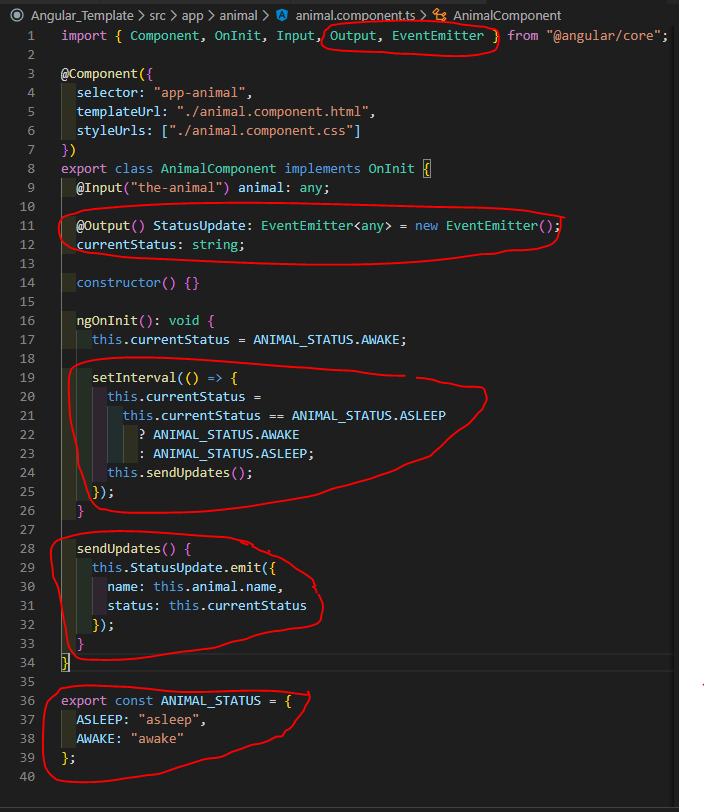 Angular_Template > src > app > animal > animal.component.ts > AnimalComponent
1 import { Component, OnInit, Input, Output, EventEmitter } from "@angular/core";
2
3 @Component({
4   selector: "app-animal",
5   templateUrl: "./animal.component.html",
6   styleUrls: ["./animal.component.css"]
7 })
8 export class AnimalComponent implements OnInit {
9   @Input("the-animal") animal: any;
10
11   @Output() StatusUpdate: EventEmitter<any> = new EventEmitter();
12   currentStatus: string;
13
14   constructor() {}
15
16   ngOnInit(): void {
17     this.currentStatus = ANIMAL_STATUS.AWAKE;
18
19     setInterval(() => {
20       this.currentStatus =
21         this.currentStatus == ANIMAL_STATUS.ASLEEP
22           ? ANIMAL_STATUS.AWAKE
23           : ANIMAL_STATUS.ASLEEP;
24       this.sendUpdates();
25     });
26   }
27
28   sendUpdates() {
29     this.StatusUpdate.emit({
30       name: this.animal.name,
31       status: this.currentStatus
32     });
33   }
34 }
35
36 export const ANIMAL_STATUS = {
37   ASLEEP: "asleep",
38   AWAKE: "awake"
39 };
40